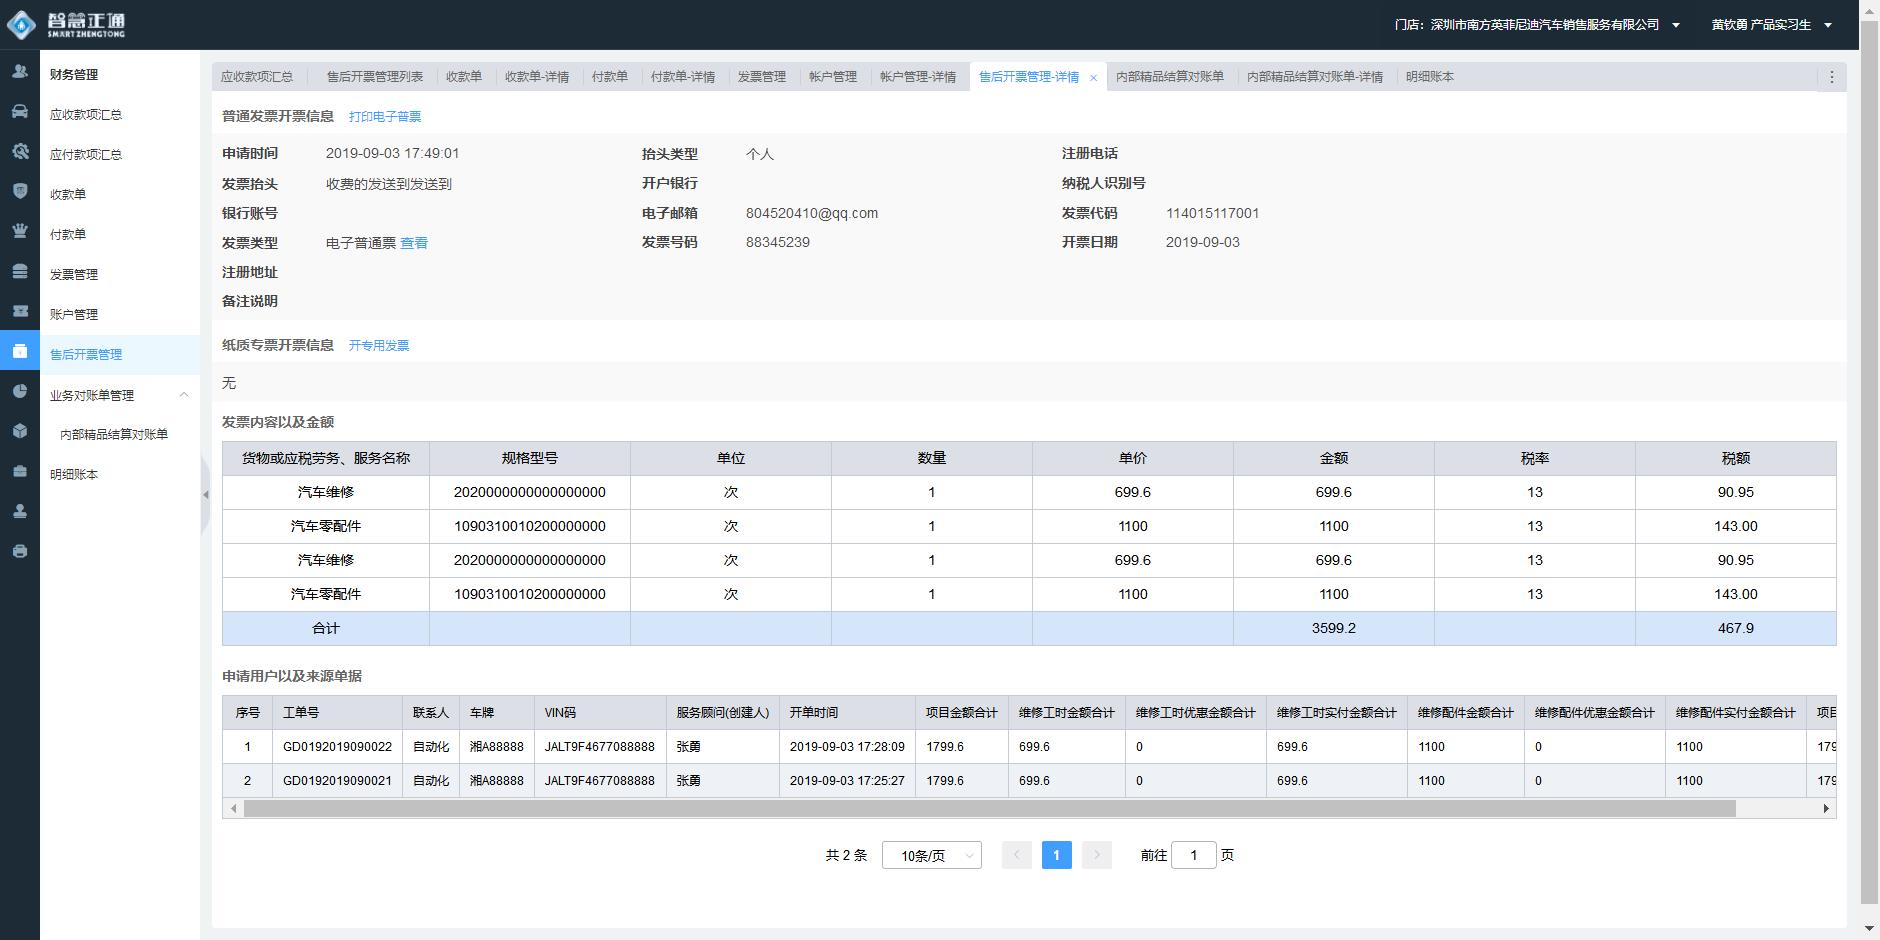 智慧正通
SMART ZHENGTONG
门店：深圳市南方英菲尼迪汽车销售服务有限公司
黄钦勇 产品实习生
财务管理
应收款项汇总
应付款项汇总
收款单
付款单
发票管理
账户管理
售后开票管理
业务对账单管理
内部精品结算对账单
明细账本
应收款项汇总 售后开票管理列表 收款单 收款单-详情 付款单 付款单-详情 发票管理 帐户管理 帐户管理-详情 售后开票管理-详情 × 内部精品结算对账单 内部精品结算对账单-详情 明细账本
普通发票开票信息 打印电子普票
申请时间 2019-09-03 17:49:01 抬头类型 个人 注册电话
发票抬头 收费的发送到发送到 开户银行 纳税人识别号
银行账号 电子邮箱 804520410@qq.com 发票代码 114015117001
发票类型 电子普通票 查看 发票号码 88345239 开票日期 2019-09-03
注册地址
备注说明
纸质专票开票信息 开专用发票
无
发票内容以及金额
货物或应税劳务、服务名称 规格型号 单位 数量 单价 金额 税率 税额
汽车维修 2020000000000000000 次 1 699.6 699.6 13 90.95
汽车零配件 1090310010200000000 次 1 1100 1100 13 143.00
汽车维修 2020000000000000000 次 1 699.6 699.6 13 90.95
汽车零配件 1090310010200000000 次 1 1100 1100 13 143.00
合计 3599.2 467.9
申请用户以及来源单据
序号 工单号 联系人 车牌 VIN码 服务顾问(创建人) 开单时间 项目金额合计 维修工时金额合计 维修工时优惠金额合计 维修工时实付金额合计 维修配件金额合计 维修配件优惠金额合计 维修配件实付金额合计 项目
1 GD0192019090022 自动化 湘A88888 JALT9F4677088888 张勇 2019-09-03 17:28:09 1799.6 699.6 0 699.6 1100 0 1100 179
2 GD0192019090021 自动化 湘A88888 JALT9F4677088888 张勇 2019-09-03 17:25:27 1799.6 699.6 0 699.6 1100 0 1100 179
共 2 条 10条/页 1 前往 1 页